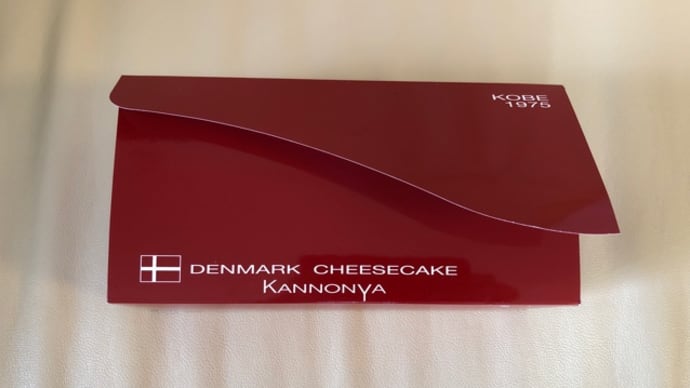 KOBE
1975
DENMARK CHEESECAKE
KANNONYA